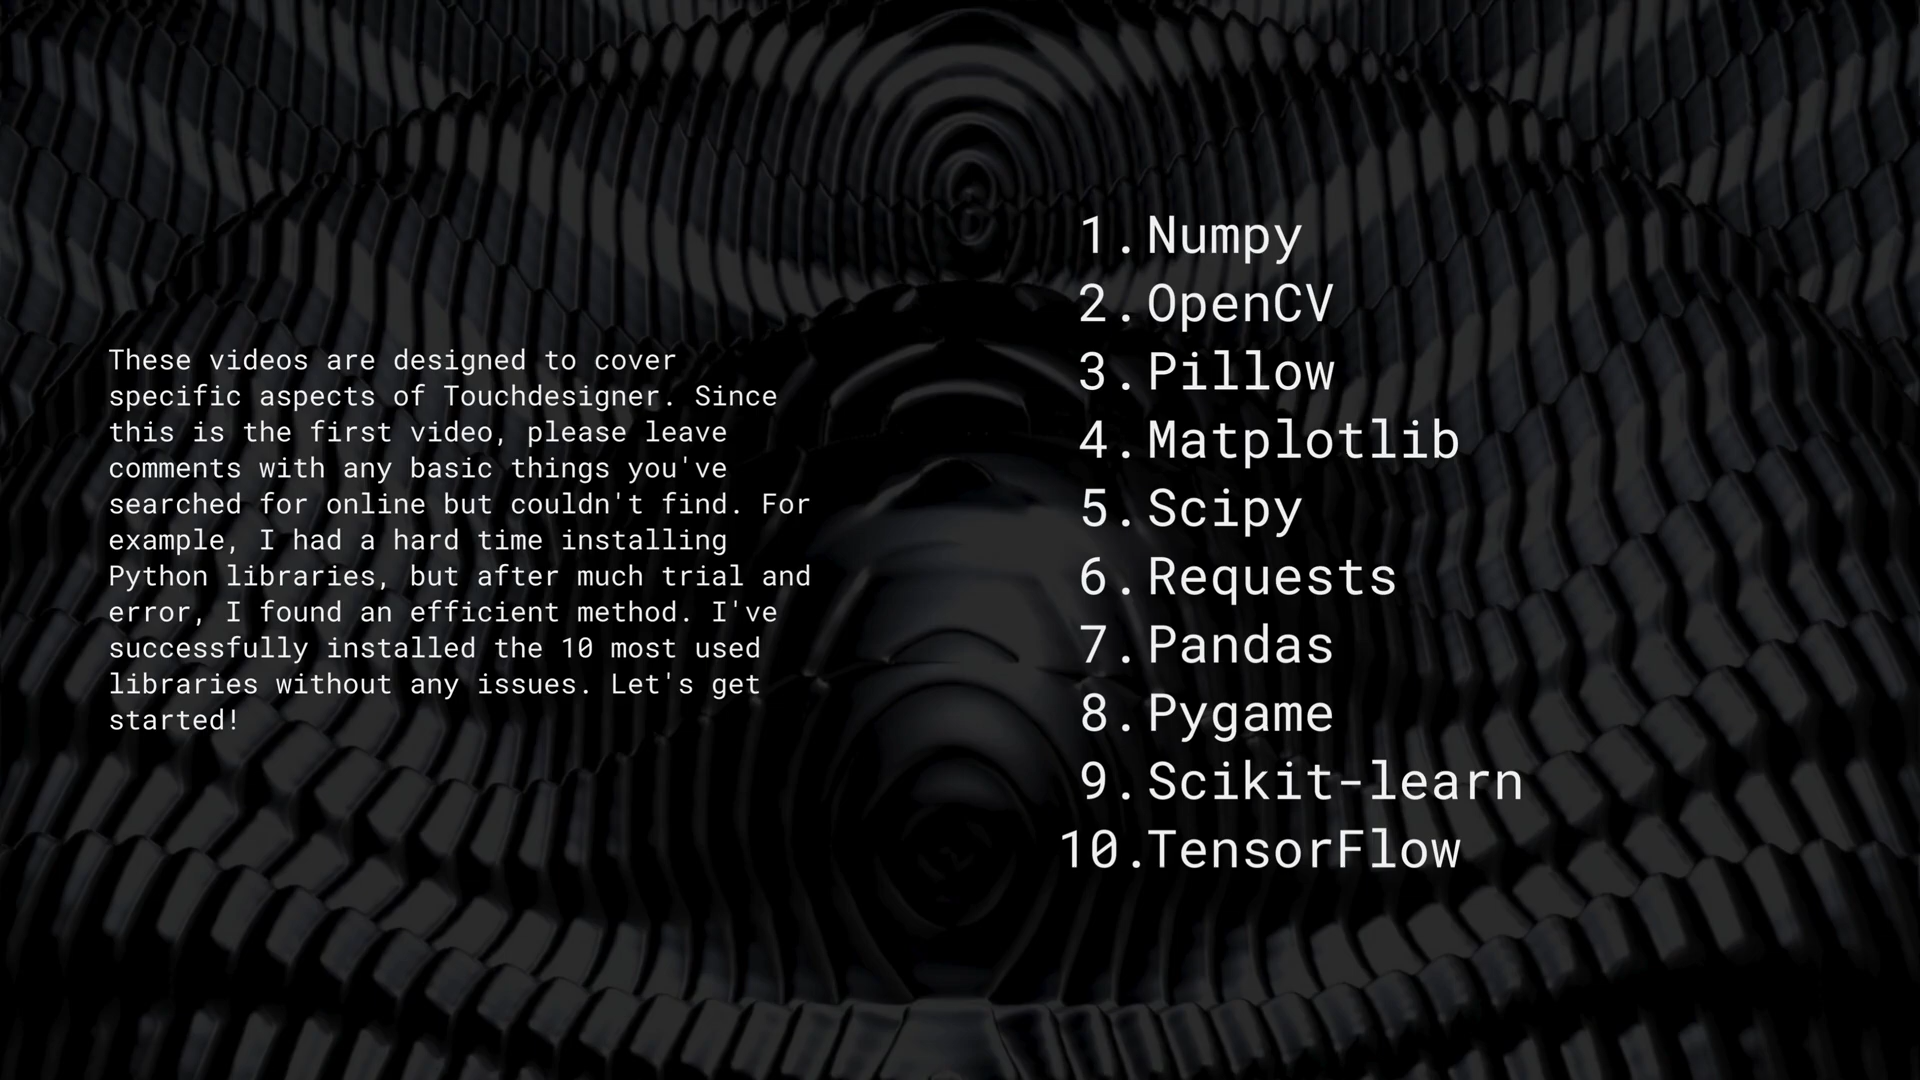 These videos are designed to cover
specific aspects of Touchdesigner. Since
this is the first video, please leave
comments with any basic things you've
searched for online but couldn't find. For
example, I had a hard time installing
Python libraries, but after much trial and
error, I found an efficient method. I've
successfully installed the 10 most used
libraries without any issues. Let's get
started!
1. Numpy
2. OpenCV
3. Pillow
4. Matplotlib
5. Scipy
6. Requests
7. Pandas
8. Pygame
9. Scikit-learn
10. TensorFlow